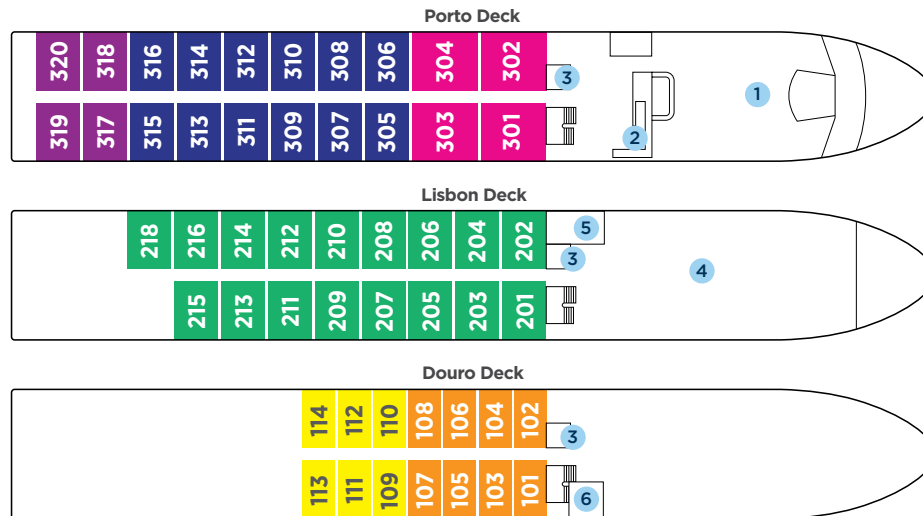 Porto Deck
320 318 316 314 312 310 308 306 304 302
3
1
2
319 317 315 313 311 309 307 305 303 301
Lisbon Deck
218 216 214 212 210 208 206 204 202
5
3
4
215 213 211 209 207 205 203 201
Douro Deck
114 112 110 108 106 104 102
3
113 111 109 107 105 103 101
6